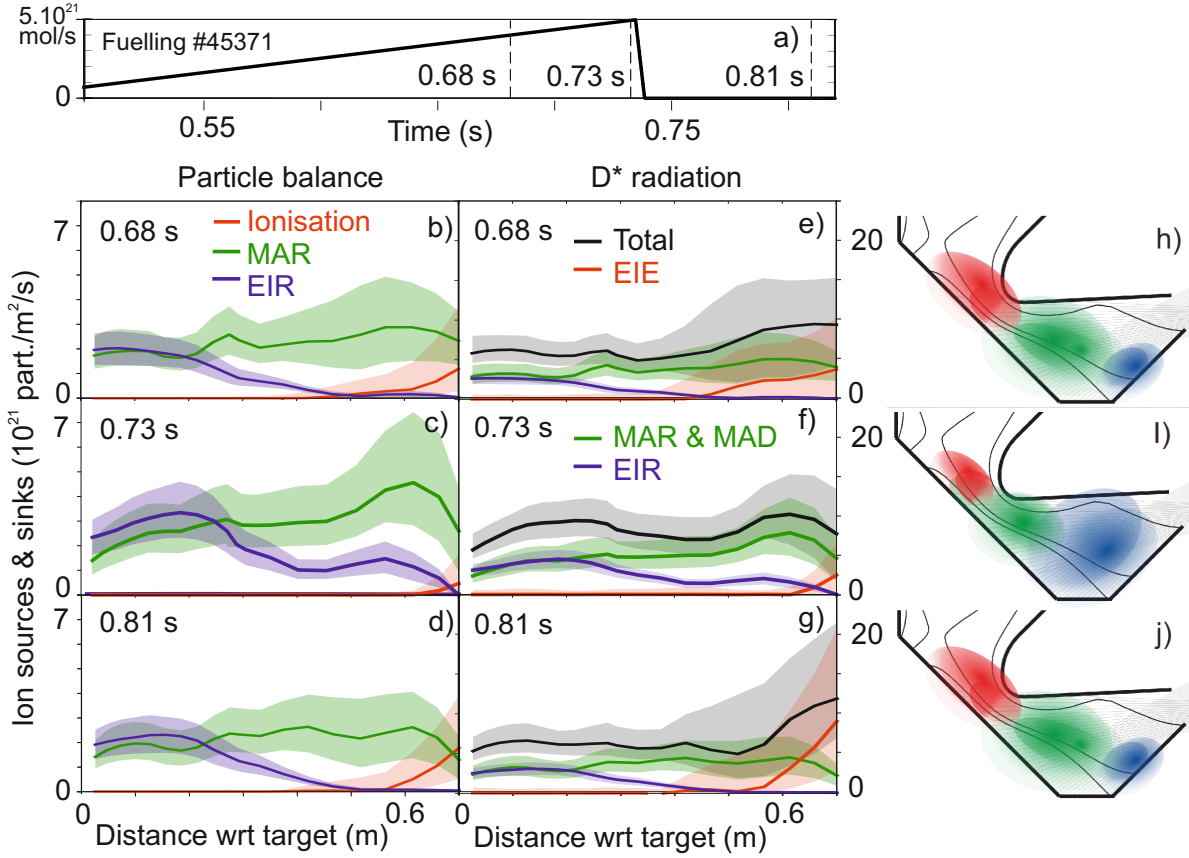 5.10²¹
mol/s
0
Fuelling #45371
a)
0.68 s
0.73 s
0.81 s
0.55
Time (s)
0.75
Particle balance
D* radiation
Ion sources & sinks (10²¹ part./m²/s)
7
0.68 s
Ionisation
MAR
EIR
b)
0
0.68 s
Total
EIE
e)
20
0
h)
7
0.73 s
c)
0
0.73 s
MAR & MAD
EIR
f)
20
0
I)
7
0.81 s
d)
0
0.81 s
g)
20
0
j)
0
0.6
0
0.6
Distance wrt target (m)
Distance wrt target (m)